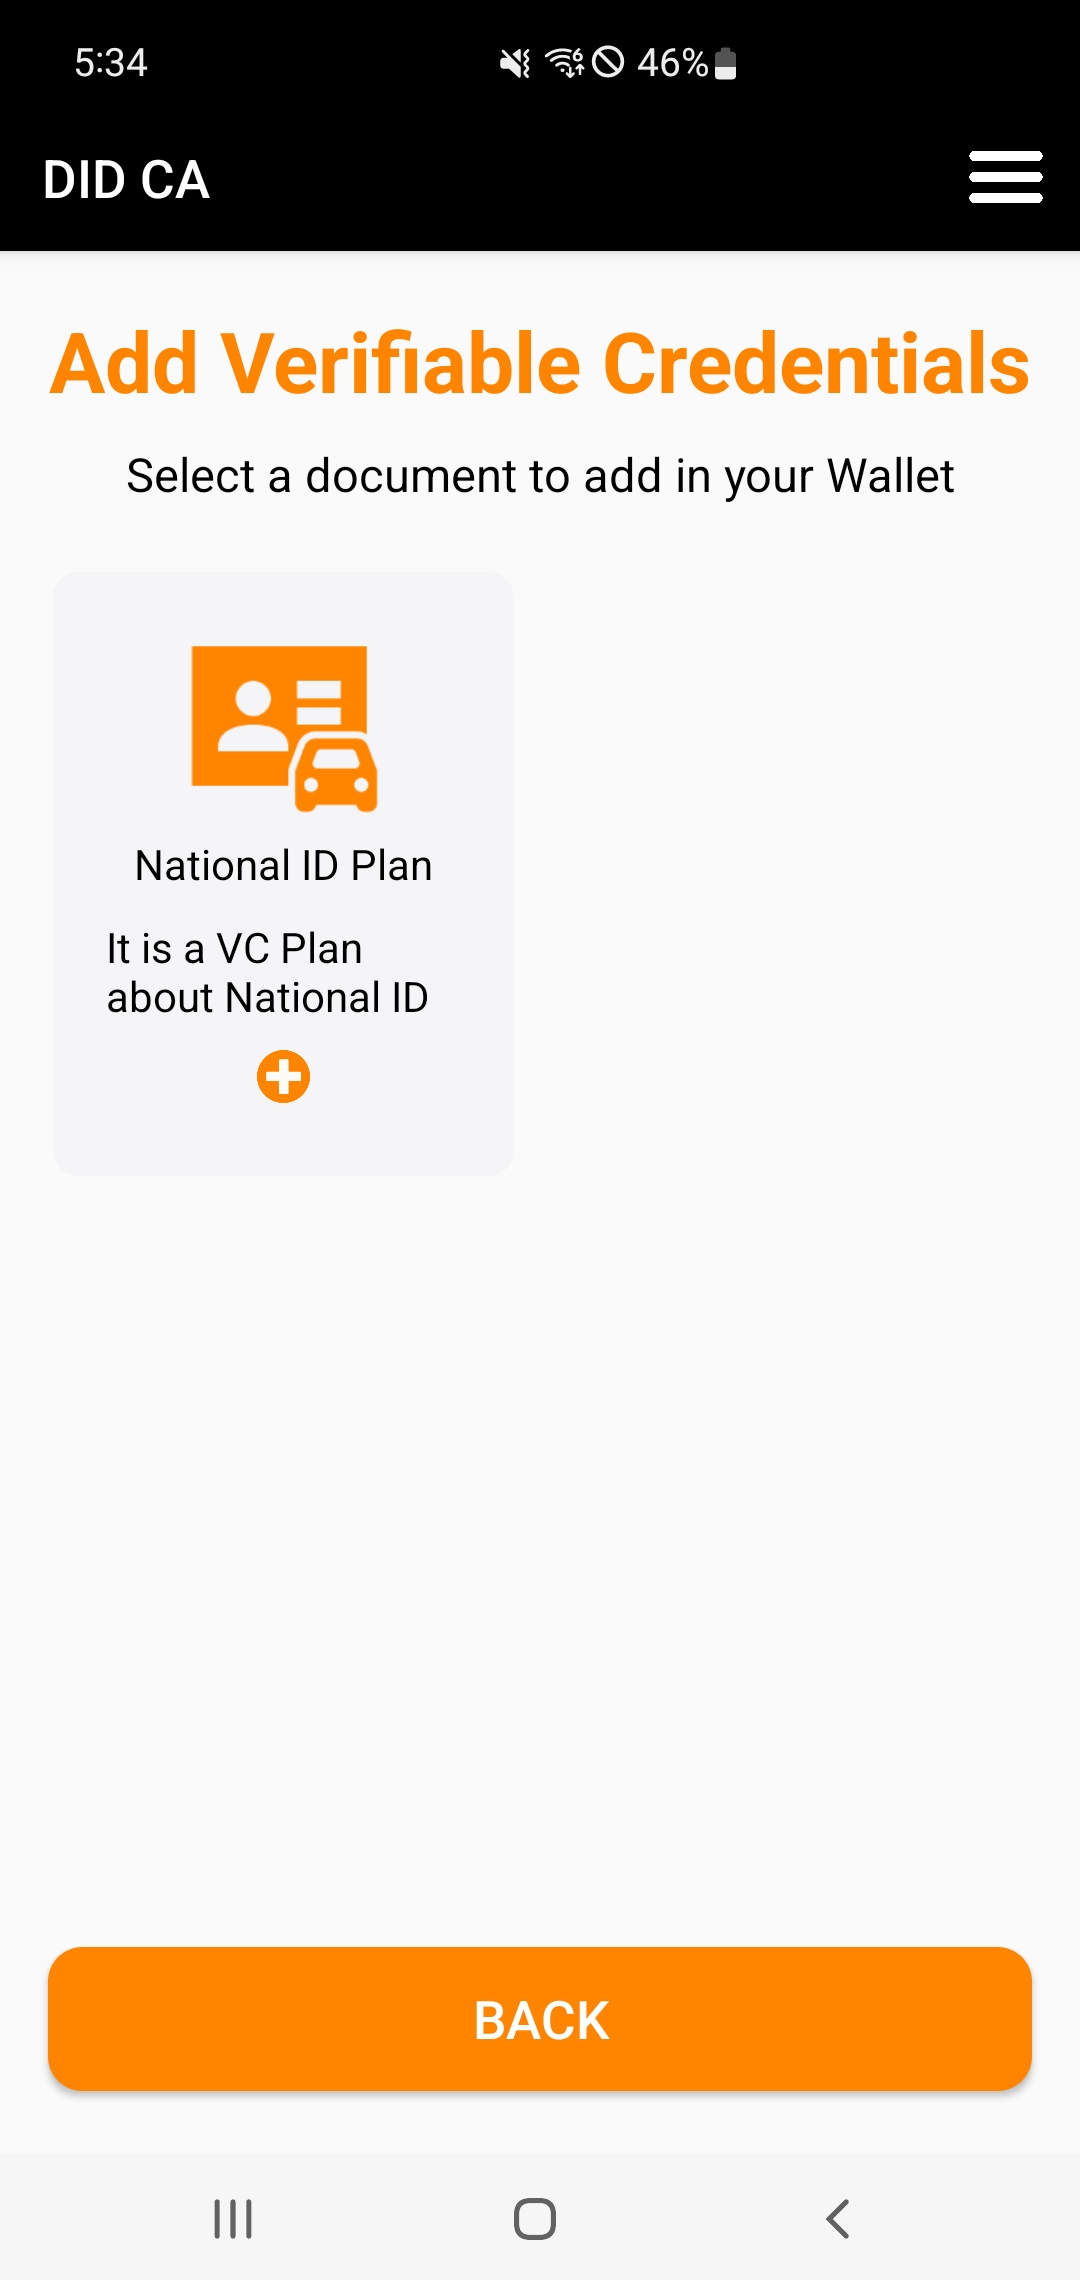 5:34
46%
DID CA
Add Verifiable Credentials
Select a document to add in your Wallet
National ID Plan
It is a VC Plan
about National ID
BACK